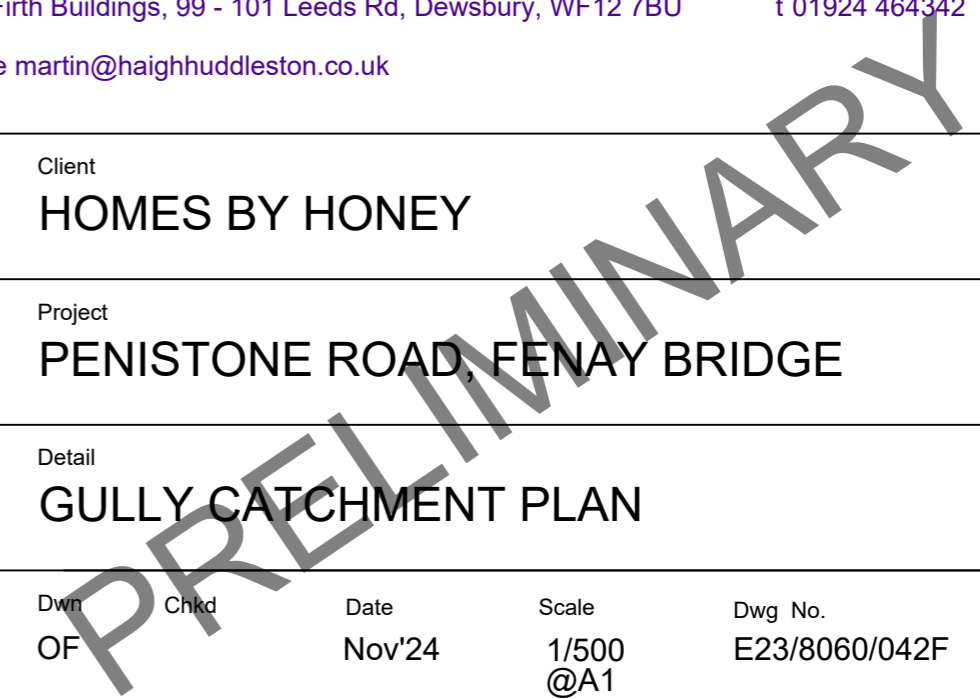 Firth Buildings, 99 - 101 Leeds Rd, Dewsbury, WF12 7BU t 01924 464342
e martin@haighhuddleston.co.uk
Client
HOMES BY HONEY
Project
PENISTONE ROAD, FENAY BRIDGE
Detail
GULLY CATCHMENT PLAN
PRELIMINARY
Dwn Chkd Date Scale Dwg No.
OF Nov'24 1/500 E23/8060/042F
@A1